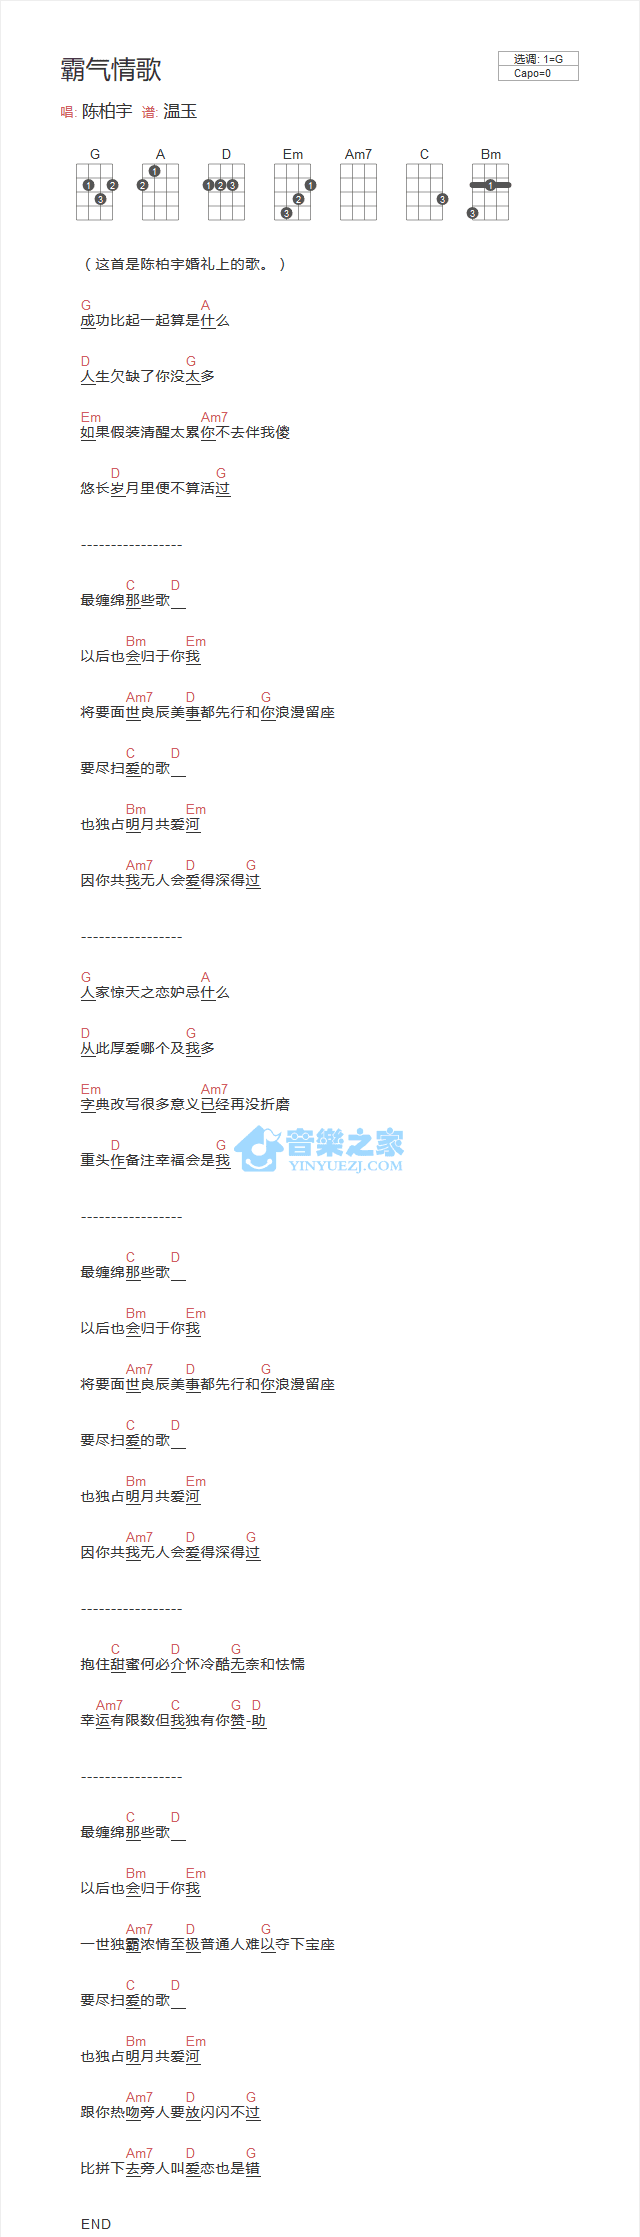 霸气情歌
选调: 1=G
Capo=0
唱: 陈柏宇 谱: 温玉
G A D Em Am7 C Bm
1 2 3 1 2 1 2 3 1 2 3 3 1 3
（这首是陈柏宇婚礼上的歌。）
G A
成功比起一起算是什么
D G
人生欠缺了你没太多
Em Am7
如果假装清醒太累你不去伴我傻
D G
悠长岁月里便不算活过
-----------------
C D
最缠绵那些歌
Bm Em
以后也会归于你我
Am7 D G
将要面世良辰美事都先行和你浪漫留座
C D
要尽扫爱的歌
Bm Em
也独占明月共爱河
Am7 D G
因你共我无人会爱得深得过
-----------------
G A
人家惊天之恋妒忌什么
D G
从此厚爱哪个及我多
Em Am7
字典改写很多意义已经再没折磨
D G
重头作备注幸福会是我
音樂之家
YINYUEZJ.COM
-----------------
C D
最缠绵那些歌
Bm Em
以后也会归于你我
Am7 D G
将要面世良辰美事都先行和你浪漫留座
C D
要尽扫爱的歌
Bm Em
也独占明月共爱河
Am7 D G
因你共我无人会爱得深得过
-----------------
C D G
抱住甜蜜何必介怀冷酷无奈和怯懦
Am7 C G D
幸运有限数但我独有你赞-助
-----------------
C D
最缠绵那些歌
Bm Em
以后也会归于你我
Am7 D G
一世独霸浓情至极普通人难以夺下宝座
C D
要尽扫爱的歌
Bm Em
也独占明月共爱河
Am7 D G
跟你热吻旁人要放闪闪不过
Am7 D G
比拼下去旁人叫爱恋也是错
END